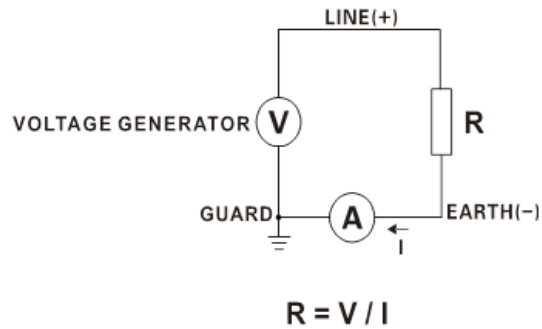 LINE(+)
VOLTAGE GENERATOR
V
R
GUARD
A
EARTH(−)
I
R = V / I